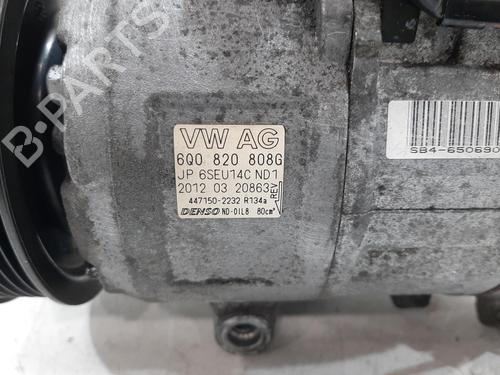 VW AG
6Q0 820 808G
JP 6SEU14C ND1
2012 03 20863
REV
447150-2232 R134a
DENSO ND-OIL8 80cm³
SB4-650690
B-Parts